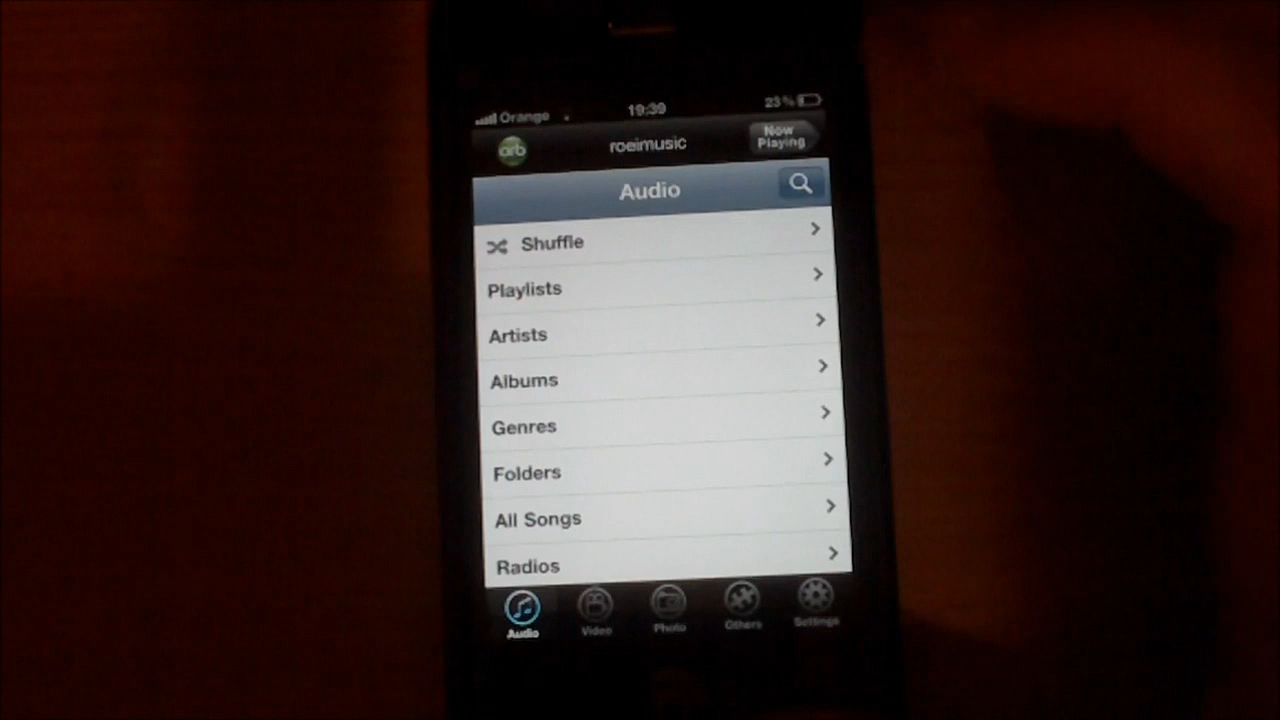 Orange 19:39 23%
orb roeimusic Now Playing
Audio
Shuffle
Playlists
Artists
Albums
Genres
Folders
All Songs
Radios
Audio Video Photo Others Settings